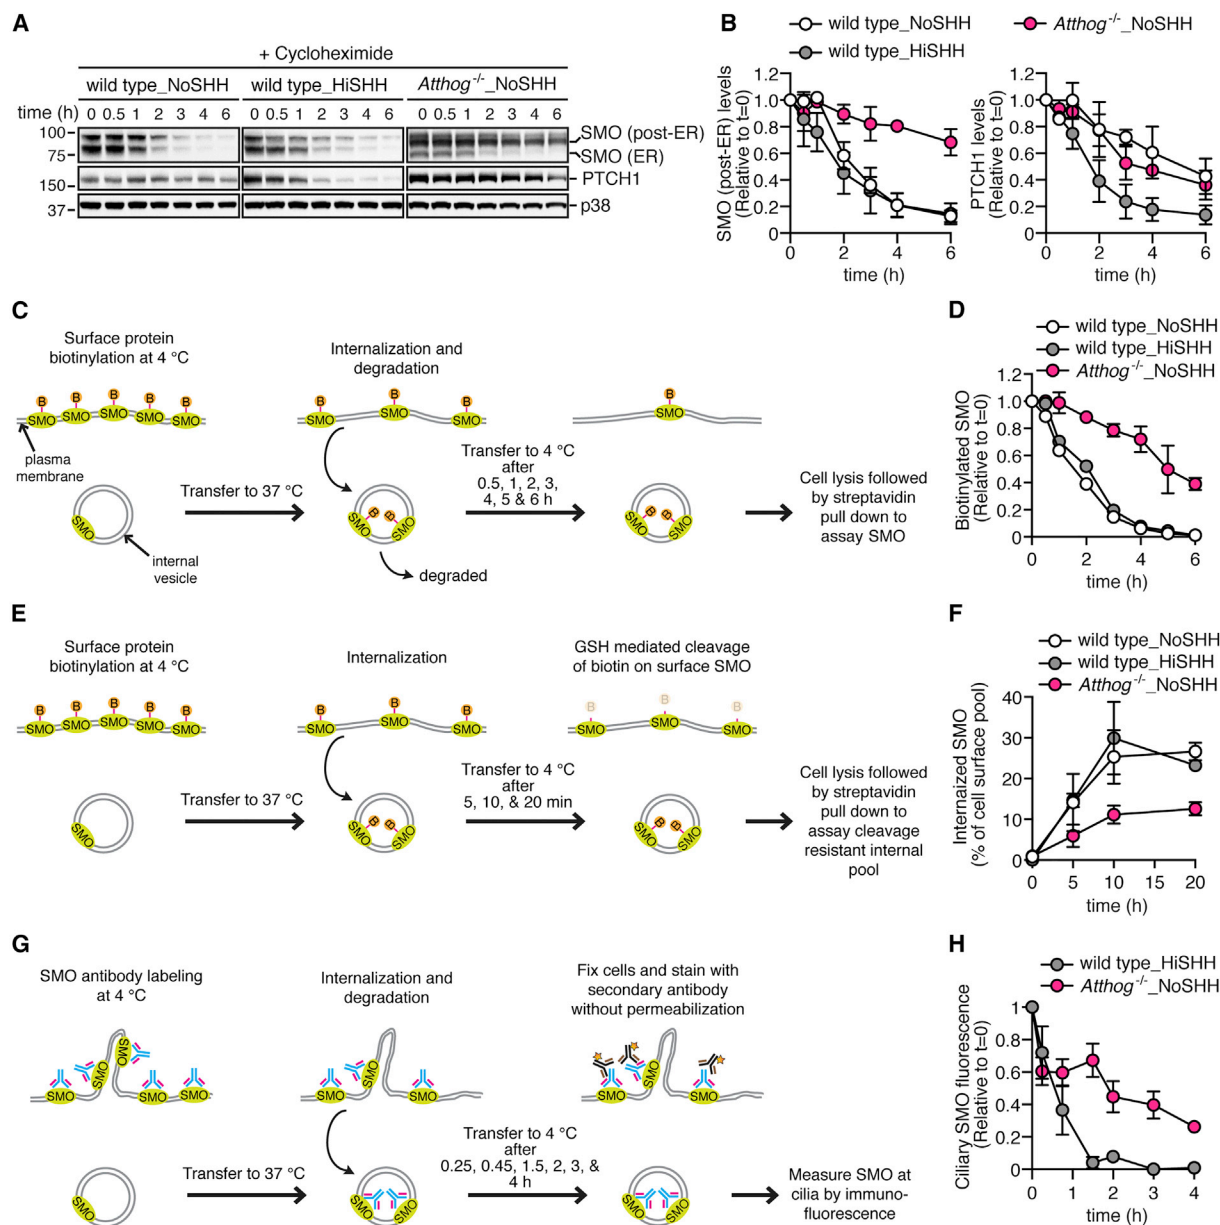 A
+ Cycloheximide
wild type_NoSHH
wild type_HiSHH
Atthog-/-_NoSHH
time (h)
0 0.5 1 2 3 4 6
0 0.5 1 2 3 4 6
0 0.5 1 2 3 4 6
100
75
150
37
SMO (post-ER)
SMO (ER)
PTCH1
p38
B
wild type_NoSHH
wild type_HiSHH
Atthog-/-_NoSHH
SMO (post-ER) levels
(Relative to t=0)
1.2
1.0
0.8
0.6
0.4
0.2
0
0 2 4 6
time (h)
PTCH1 levels
(Relative to t=0)
1.2
1.0
0.8
0.6
0.4
0.2
0
0 2 4 6
time (h)
C
Surface protein
biotinylation at 4 °C
B B B B B
SMO SMO SMO SMO SMO
plasma
membrane
SMO
internal
vesicle
Transfer to 37 °C
Internalization and
degradation
B B B
SMO SMO SMO
B B
SMO SMO
degraded
Transfer to 4 °C
after
0.5, 1, 2, 3,
4, 5 & 6 h
B
SMO
B B
SMO SMO
Cell lysis followed
by streptavidin
pull down to
assay SMO
D
wild type_NoSHH
wild type_HiSHH
Atthog-/-_NoSHH
Biotinylated SMO
(Relative to t=0)
1.2
1.0
0.8
0.6
0.4
0.2
0
0 2 4 6
time (h)
E
Surface protein
biotinylation at 4 °C
B B B B B
SMO SMO SMO SMO SMO
SMO
Transfer to 37 °C
Internalization
B B B
SMO SMO SMO
B B
SMO SMO
Transfer to 4 °C
after
5, 10, & 20 min
GSH mediated cleavage
of biotin on surface SMO
B B B
SMO SMO SMO
B B
SMO SMO
Cell lysis followed
by streptavidin
pull down to
assay cleavage
resistant internal
pool
F
wild type_NoSHH
wild type_HiSHH
Atthog-/-_NoSHH
Internaized SMO
(% of cell surface pool)
40
30
20
10
0
0 5 10 15 20
time (h)
G
SMO antibody labeling
at 4 °C
SMO SMO SMO SMO SMO
SMO
Transfer to 37 °C
Internalization and
degradation
SMO SMO SMO
SMO SMO
Transfer to 4 °C
after
0.25, 0.45, 1.5, 2, 3, &
4 h
Fix cells and stain with
secondary antibody
without permeabilization
SMO SMO SMO
SMO SMO
Measure SMO at
cilia by immuno-
fluorescence
H
wild type_HiSHH
Atthog-/-_NoSHH
Ciliary SMO fluorescence
(Relative to t=0)
1
0.8
0.6
0.4
0.2
0
0 1 2 3 4
time (h)